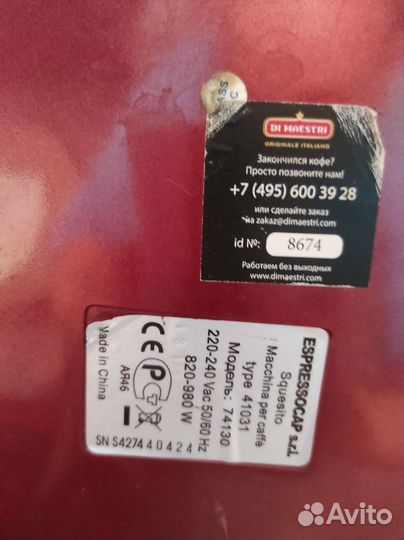 DI MAESTRI
ORIGINALE ITALIANO
Закончился кофе?
Просто позвоните нам!
+7 (495) 600 39 28
или сделайте заказ
на zakaz@dimaestri.com
id №: 8674
Работаем без выходных
www.dimaestri.com
ESPRESSOCAP s.r.l.
Squesito
Macchina per caffè
type 41031
Модель: 74130
220-240 Vac 50/60 Hz
820-980 W
CE
AR46
Made in China
SN S4274 4 0 4 2 4
Avito